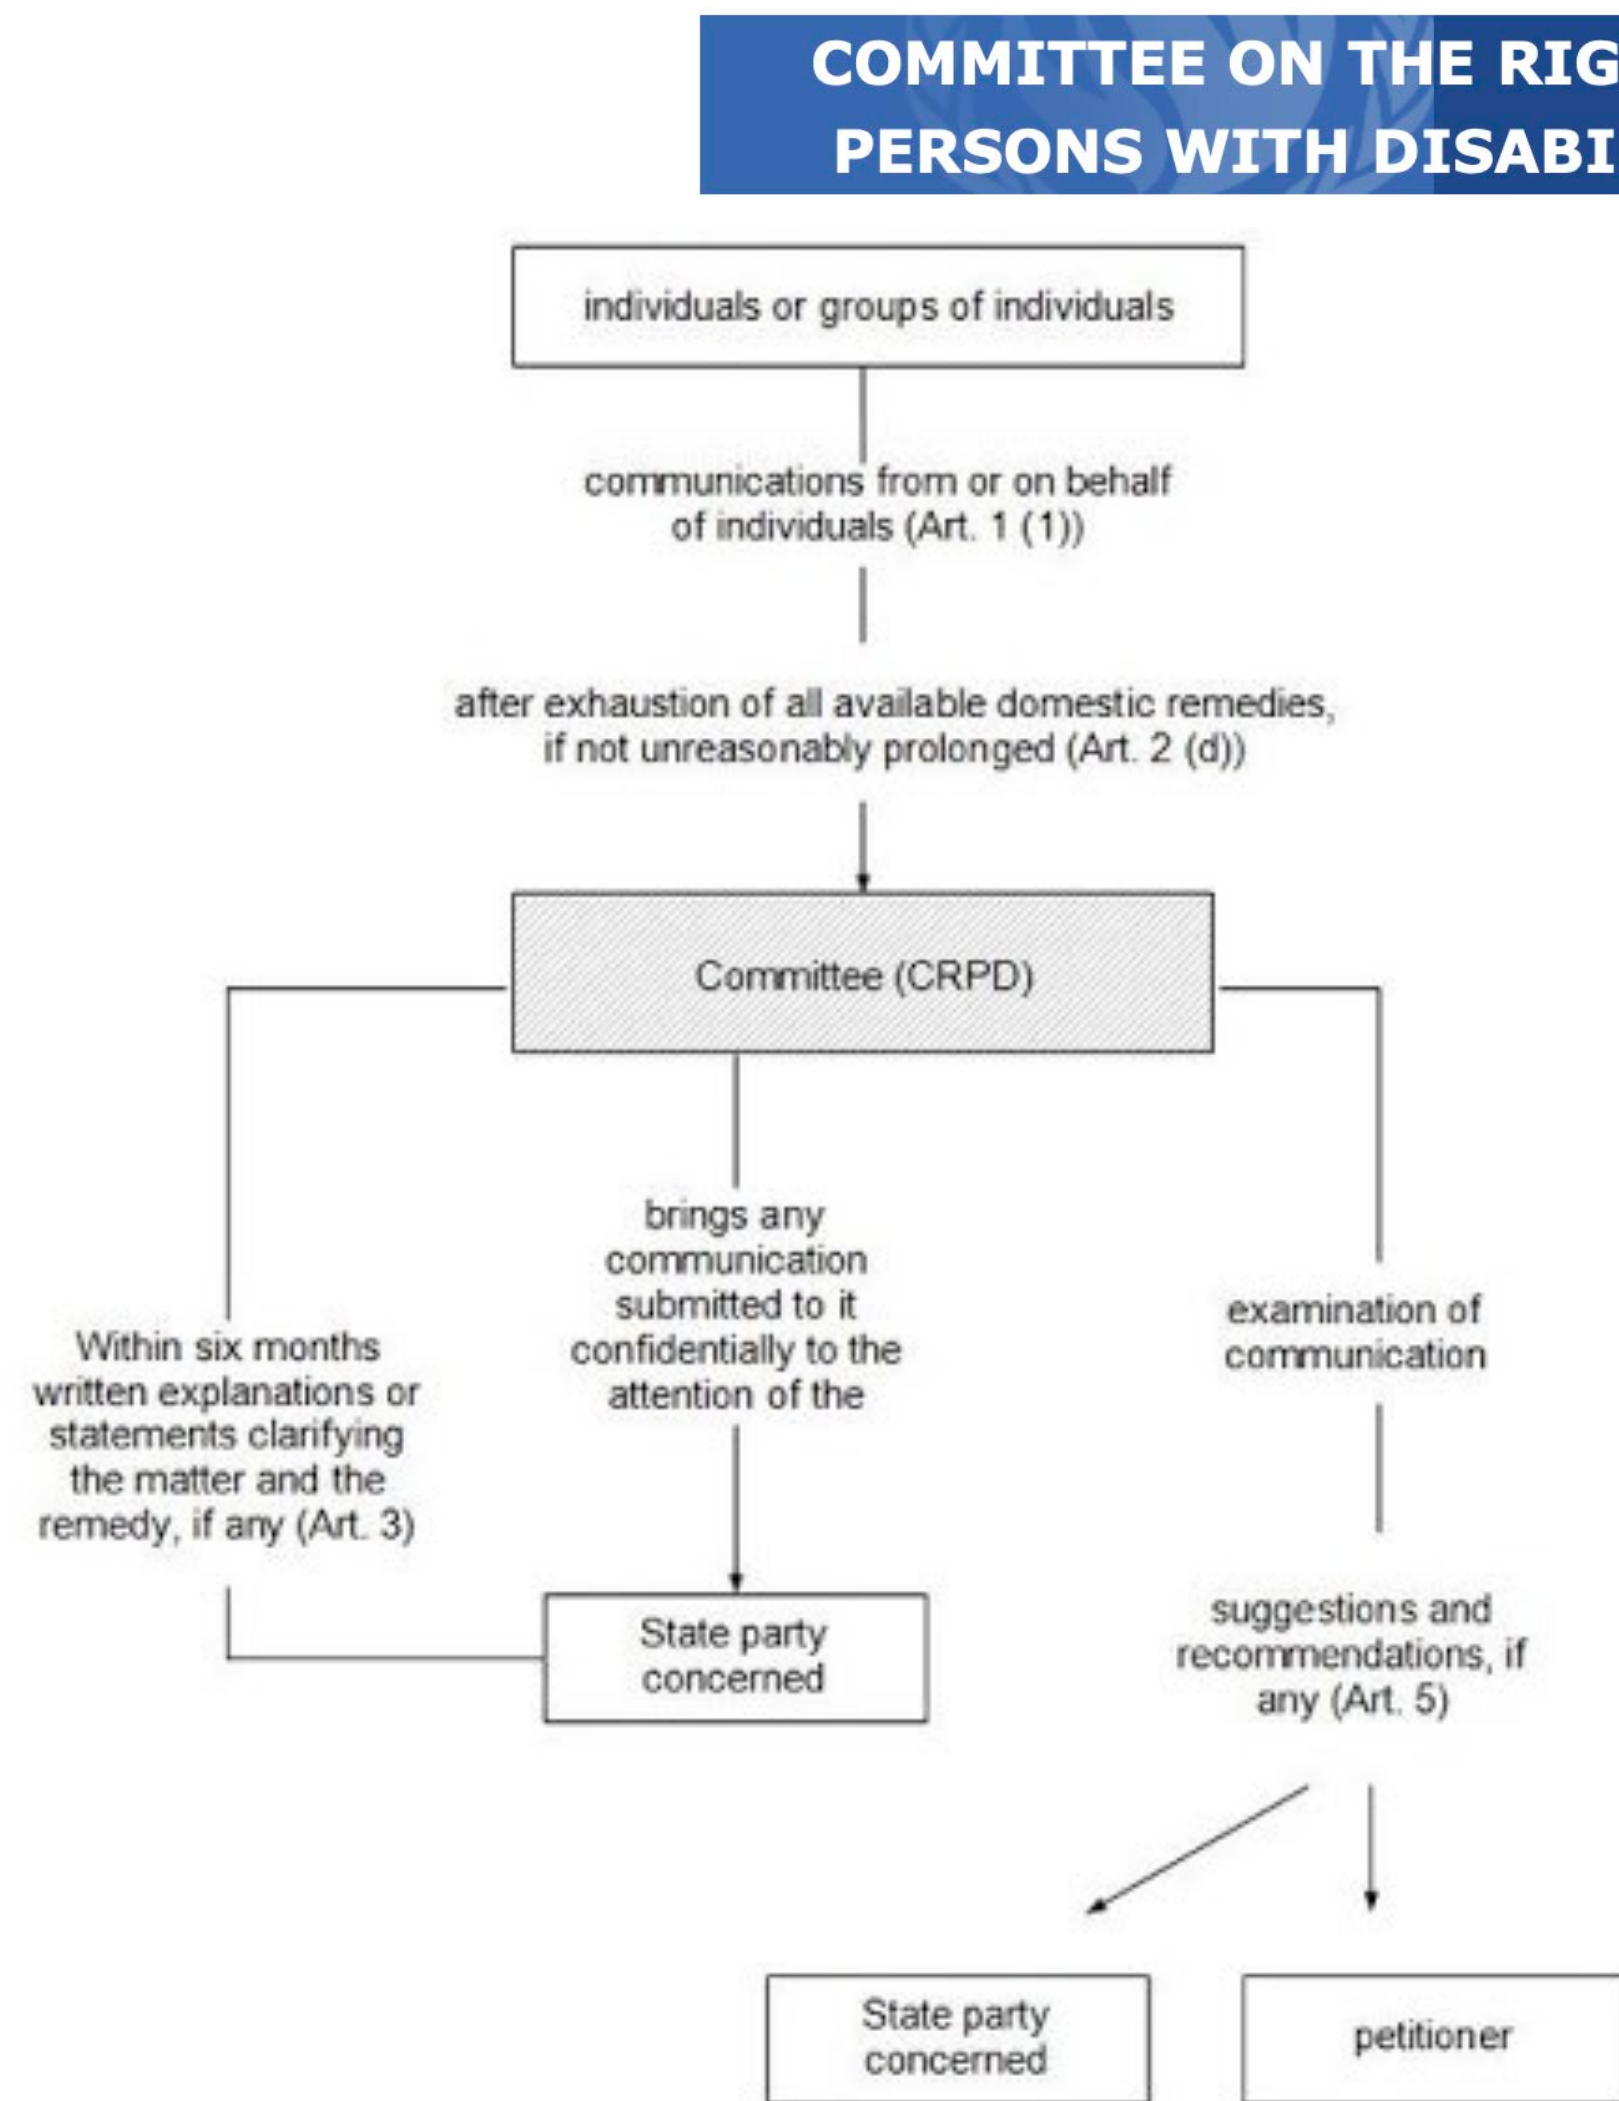 COMMITTEE ON THE RIG
PERSONS WITH DISABI
individuals or groups of individuals
communications from or on behalf
of individuals (Art. 1 (1))
after exhaustion of all available domestic remedies,
if not unreasonably prolonged (Art. 2 (d))
Committee (CRPD)
Within six months
written explanations or
statements clarifying
the matter and the
remedy, if any (Art. 3)
brings any
communication
submitted to it
confidentially to the
attention of the
State party
concerned
examination of
communication
suggestions and
recommendations, if
any (Art. 5)
State party
concerned
petitioner